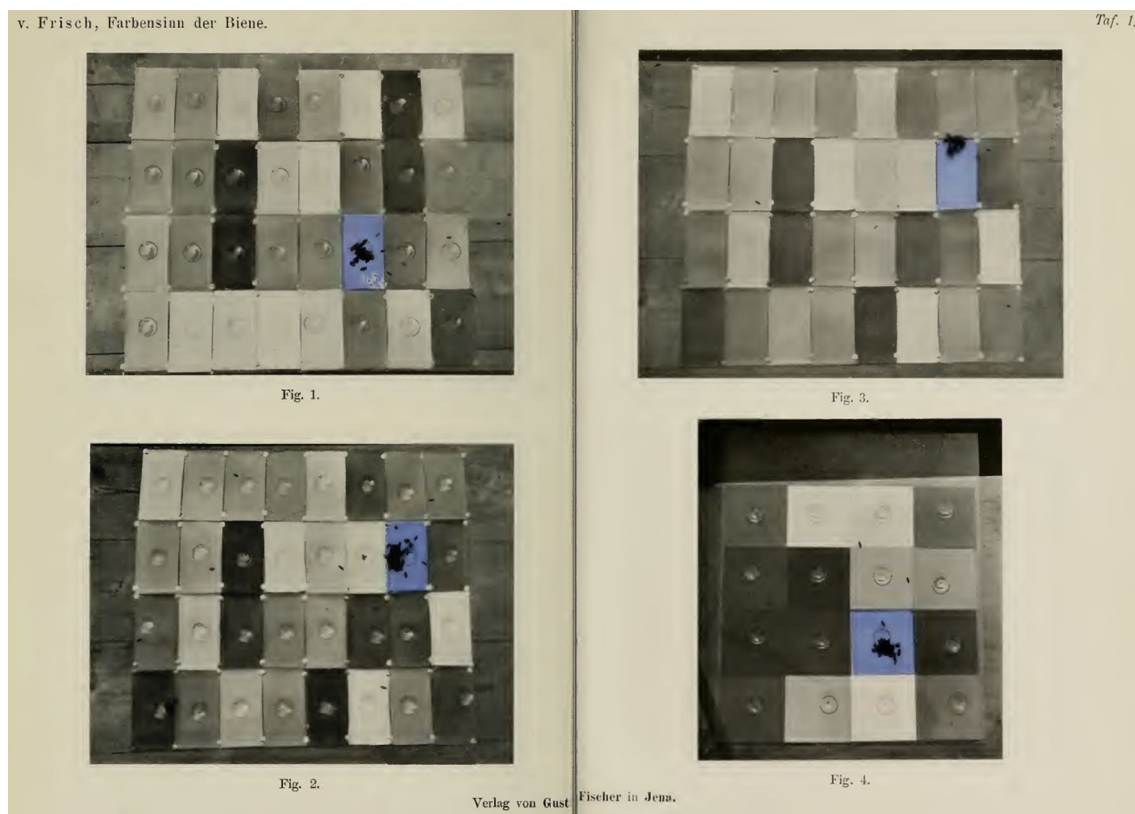 v. Frisch, Farbensinn der Biene.
Taf. 1,
Fig. 1.
Fig. 3.
Fig. 2.
Fig. 4.
Verlag von Gust Fischer in Jena.